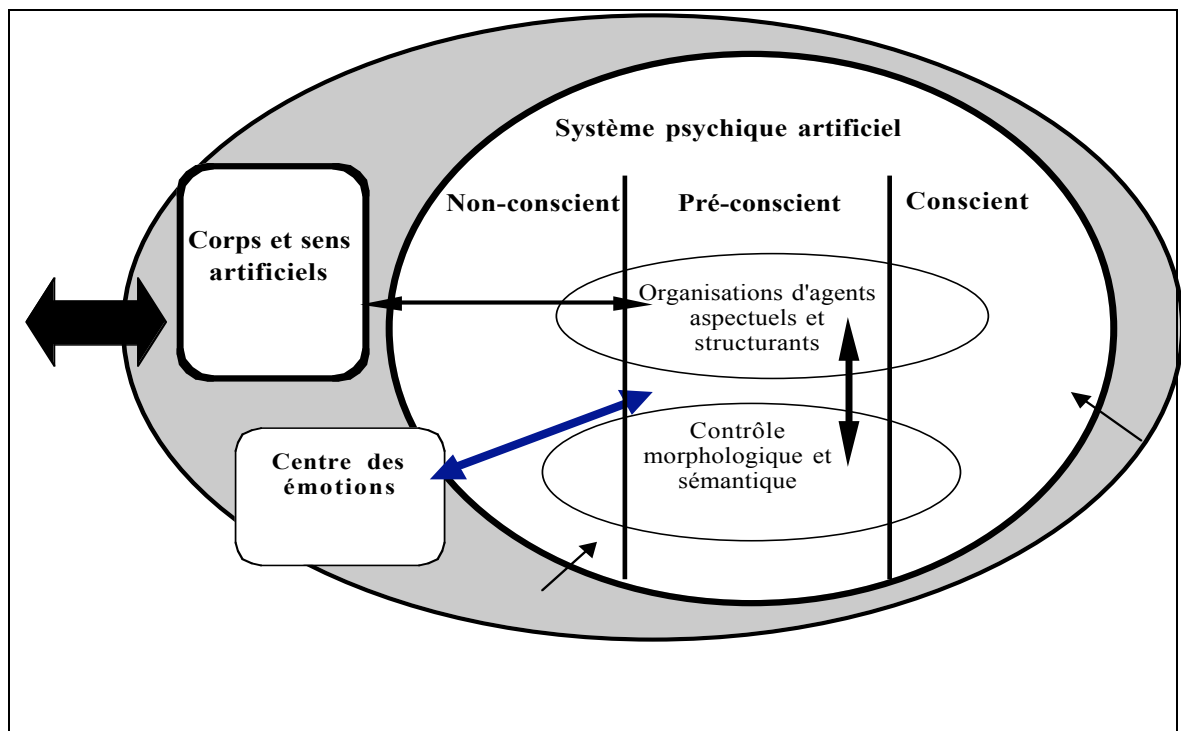 Système psychique artificiel
Non-conscient
Pré-conscient
Conscient
Corps et sens
artificiels
Organisations d'agents
aspectuels et
structurants
Centre des
émotions
Contrôle
morphologique et
sémantique